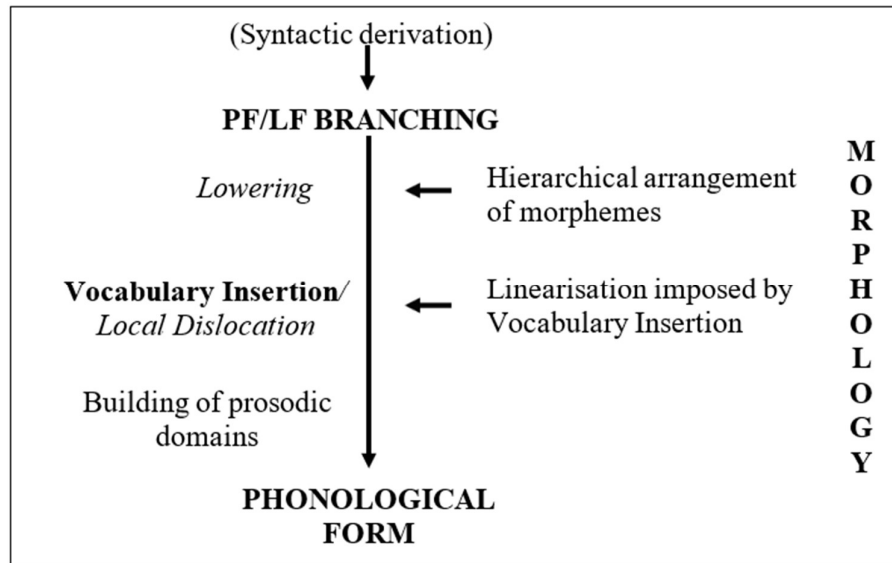 (Syntactic derivation)
PF/LF BRANCHING
Lowering
Hierarchical arrangement
of morphemes
Vocabulary Insertion/
Local Dislocation
Linearisation imposed by
Vocabulary Insertion
Building of prosodic
domains
PHONOLOGICAL
FORM
M
O
R
P
H
O
L
O
G
Y